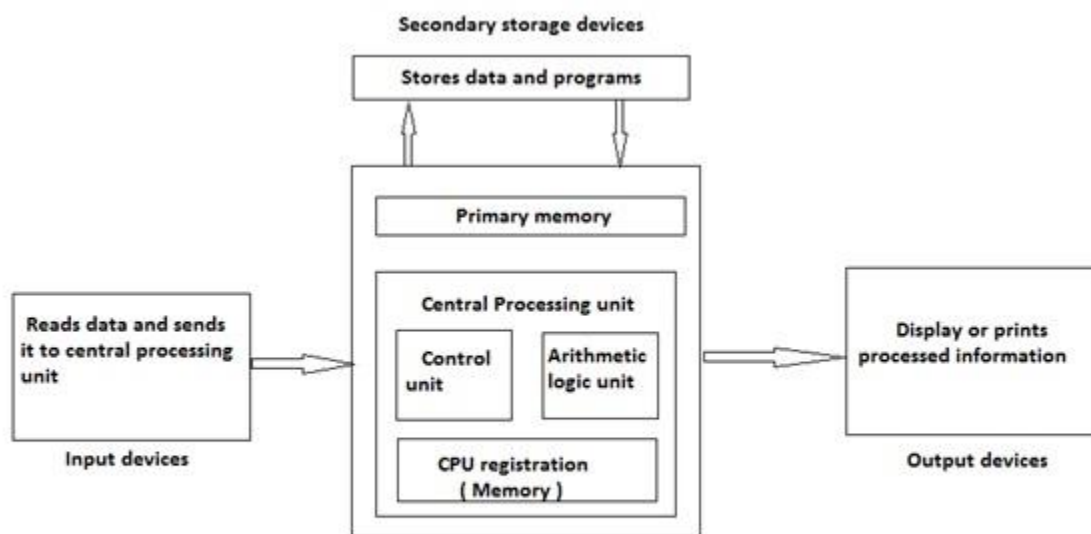 Secondary storage devices
Stores data and programs
Primary memory
Central Processing unit
Control
unit
Arithmetic
logic unit
CPU registration
( Memory )
Reads data and sends
it to central processing
unit
Input devices
Display or prints
processed information
Output devices